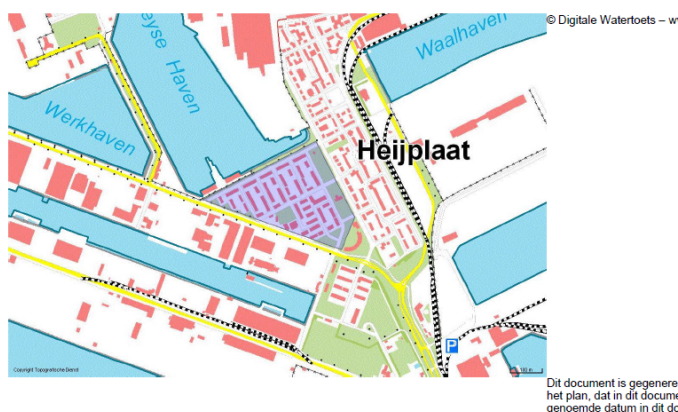 © Digitale Watertoets – w
eyse
Haven
Waalhaven
Werkhaven
Heijplaat
P
Copyright Topografische Dienst
Dit document is gegenere
het plan, dat in dit docume
genoemde datum in dit do